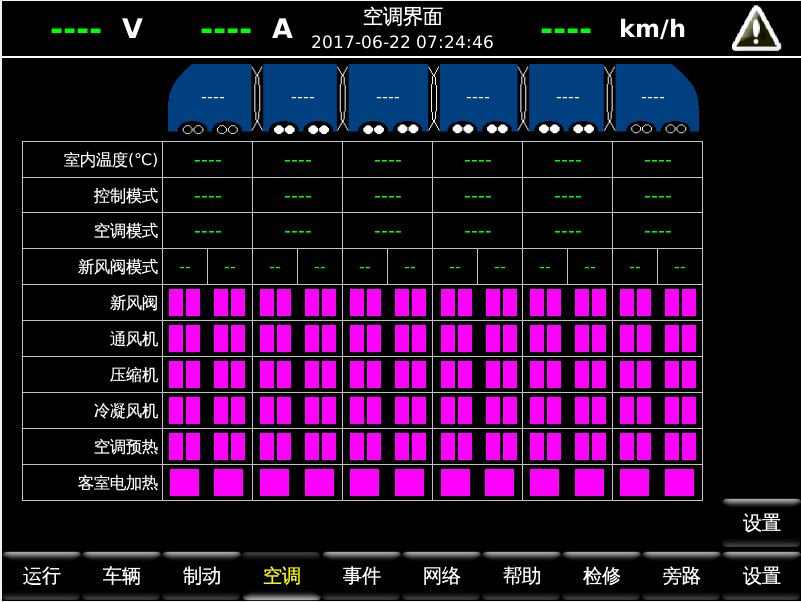 ---- V ---- A 空调界面 ---- km/h
2017-06-22 07:24:46
---- ---- ---- ---- ---- ----
室内温度(°C) ---- ---- ---- ---- ---- ----
控制模式 ---- ---- ---- ---- ---- ----
空调模式 ---- ---- ---- ---- ---- ----
新风阀模式 -- -- -- -- -- -- -- -- -- -- -- --
新风阀
通风机
压缩机
冷凝风机
空调预热
客室电加热
设置
运行 车辆 制动 空调 事件 网络 帮助 检修 旁路 设置